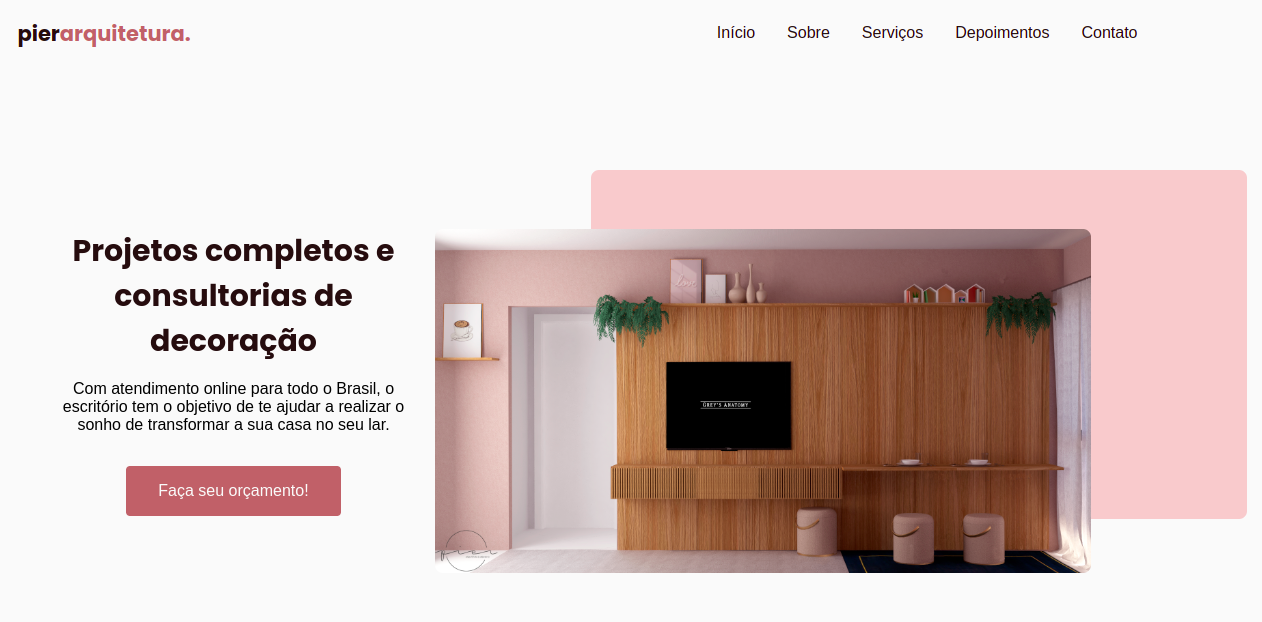 pierarquitetura.
Início Sobre Serviços Depoimentos Contato
Projetos completos e
consultorias de
decoração
Com atendimento online para todo o Brasil, o
escritório tem o objetivo de te ajudar a realizar o
sonho de transformar a sua casa no seu lar.
Faça seu orçamento!
GREY'S ANATOMY